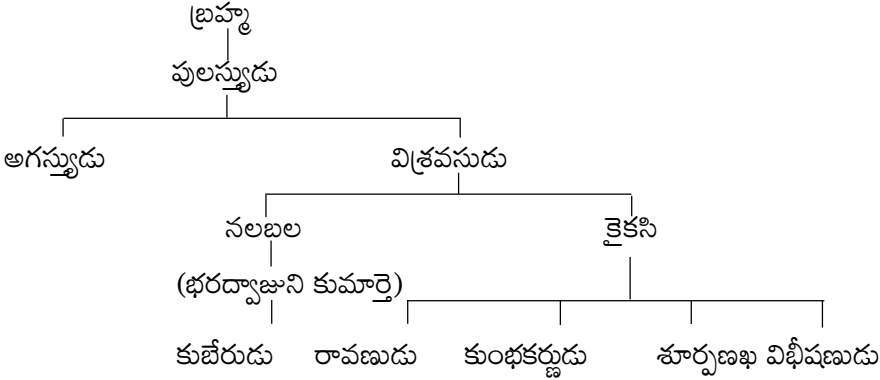 బ్రహ్మ
పులస్త్యుడు
అగస్త్యుడు విశ్రవసుడు
నలబల కైకసి
(భరద్వాజుని కుమార్తె)
కుబేరుడు రావణుడు కుంభకర్ణుడు శూర్పణఖ విభీషణుడు